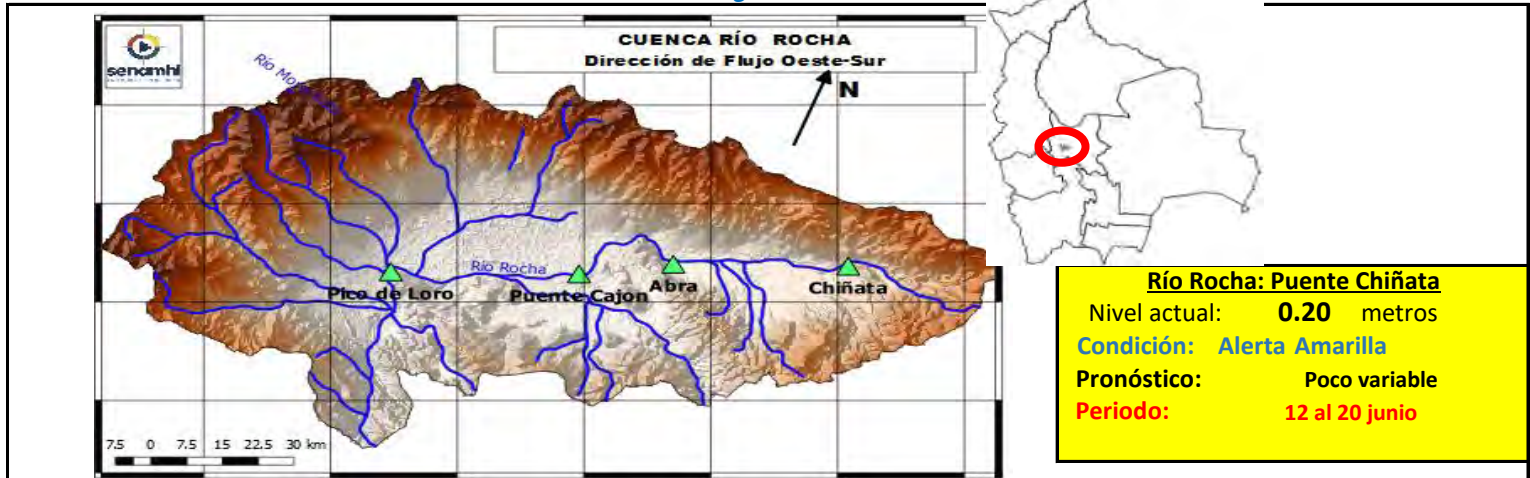 senamhi
CUENCA RÍO ROCHA
Dirección de Flujo Oeste-Sur
N
Río Rocha
Pico de Loro
Puente Cajon
Abra
Chiñata
7.5 0 7.5 15 22.5 30 km
Río Rocha: Puente Chiñata
Nivel actual: 0.20 metros
Condición: Alerta Amarilla
Pronóstico: Poco variable
Periodo: 12 al 20 junio